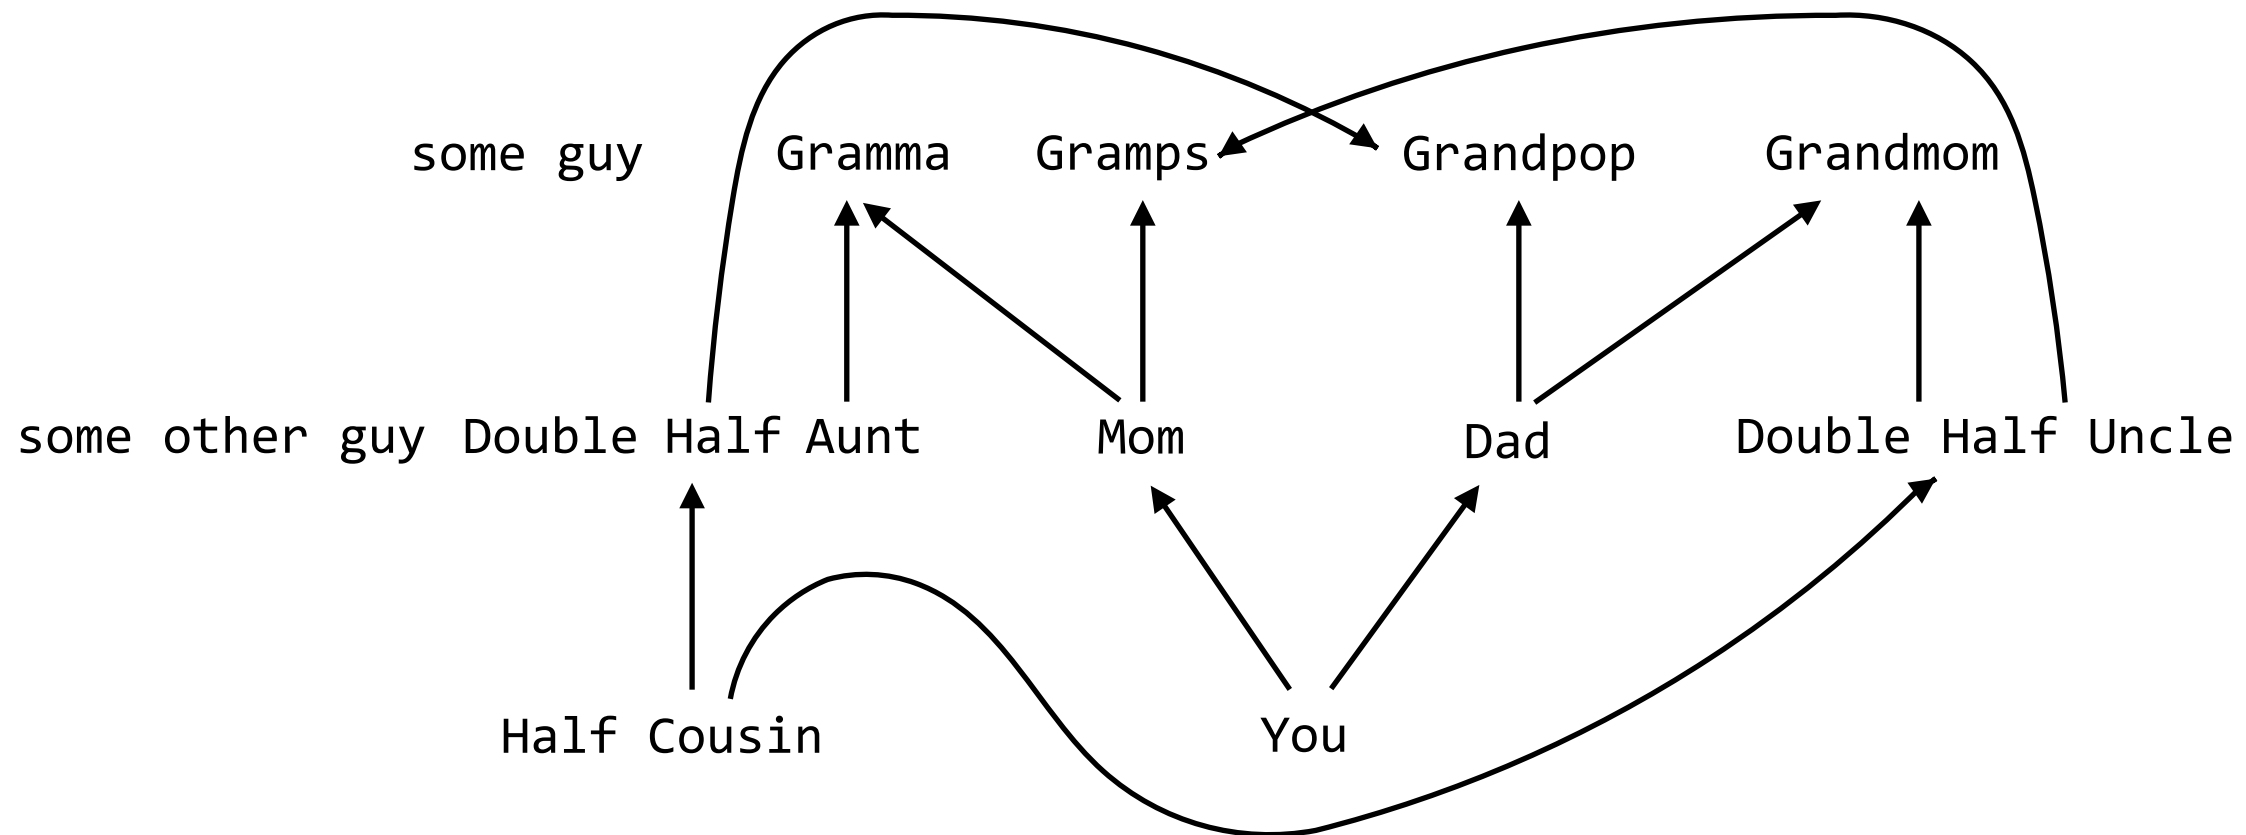 some guy Gramma Gramps Grandpop Grandmom
some other guy Double Half Aunt Mom Dad Double Half Uncle
Half Cousin You